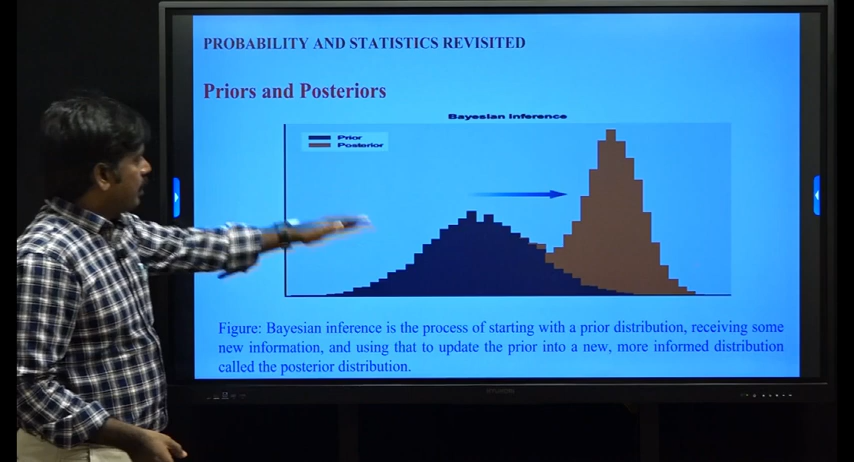 PROBABILITY AND STATISTICS REVISITED
Priors and Posteriors
Bayesian Inference
Prior
Posterior
Figure: Bayesian inference is the process of starting with a prior distribution, receiving some
new information, and using that to update the prior into a new, more informed distribution
called the posterior distribution.